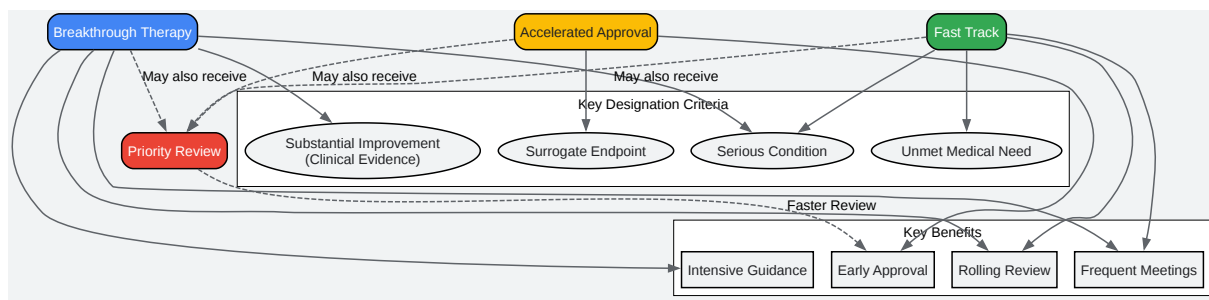 Breakthrough Therapy
Accelerated Approval
Fast Track
May also receive
May also receive
May also receive
Key Designation Criteria
Priority Review
Substantial Improvement
(Clinical Evidence)
Surrogate Endpoint
Serious Condition
Unmet Medical Need
Faster Review
Key Benefits
Intensive Guidance
Early Approval
Rolling Review
Frequent Meetings